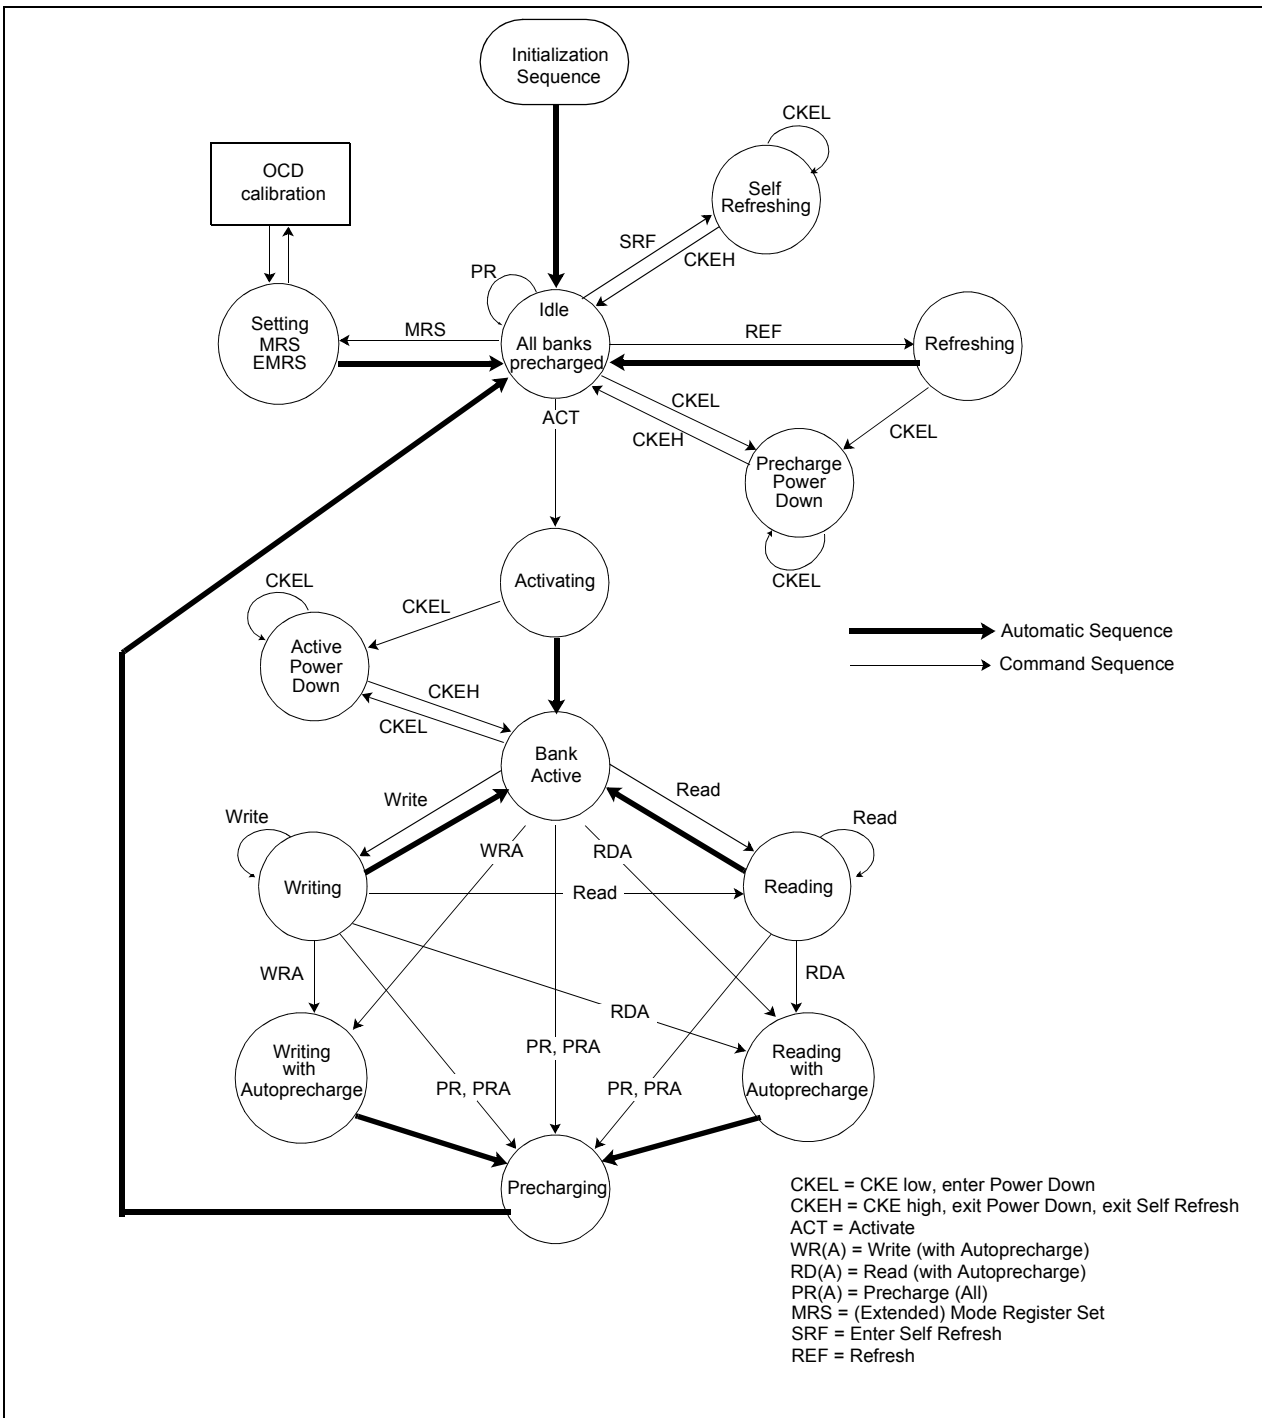 Initialization
Sequence
CKEL
OCD
calibration
Self
Refreshing
SRF
CKEH
PR
Idle
Setting
MRS
EMRS
MRS
All banks
precharged
REF
Refreshing
CKEL
CKEH
ACT
CKEL
Precharge
Power
Down
CKEL
Activating
CKEL
CKEL
Active
Power
Down
Automatic Sequence
Command Sequence
CKEH
CKEL
Bank
Active
Write
Read
Write
Read
WRA
RDA
Writing
Read
Reading
WRA
RDA
RDA
Writing
with
Autoprecharge
PR, PRA
Reading
with
Autoprecharge
PR, PRA
PR, PRA
Precharging
CKEL = CKE low, enter Power Down
CKEH = CKE high, exit Power Down, exit Self Refresh
ACT = Activate
WR(A) = Write (with Autoprecharge)
RD(A) = Read (with Autoprecharge)
PR(A) = Precharge (All)
MRS = (Extended) Mode Register Set
SRF = Enter Self Refresh
REF = Refresh